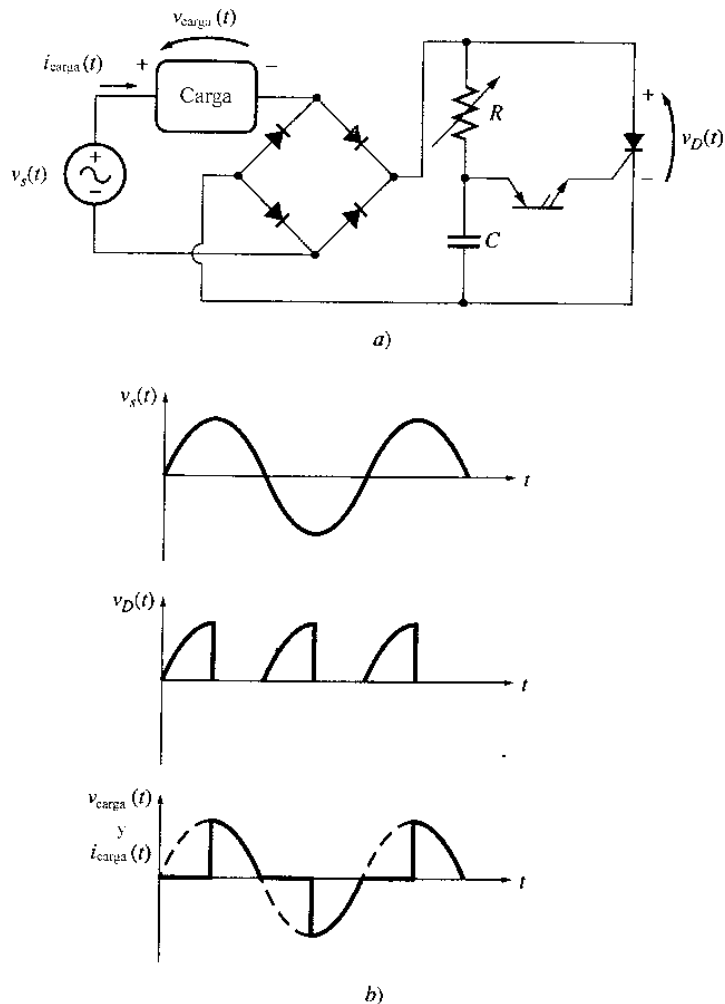 v_carga(t)
i_carga(t)
+
−
Carga
+
−
v_s(t)
R
C
+
−
v_D(t)
a)
v_s(t)
t
v_D(t)
t
v_carga(t)
y
i_carga(t)
t
b)